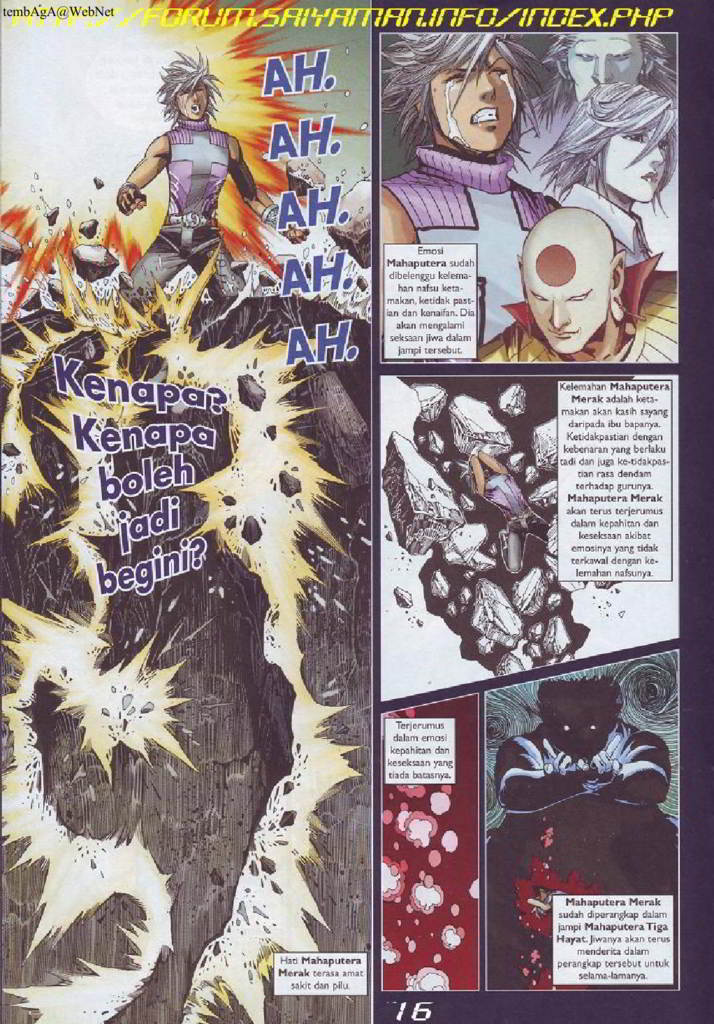 tembAgA@WebNet
HTTP://FORUM.SAIYAMAN.INFO/INDEX.PHP
AH.
AH.
AH.
AH.
AH.
Kenapa?
Kenapa
boleh
jadi
begini?
Hati Mahaputera
Merak terasa amat
sakit dan pilu.
Emosi
Mahaputera sudah
dibelenggu kelema-
han nafsu keta-
makan, ketidak past-
ian dan kenaifan. Dia
akan mengalami
seksaan jiwa dalam
jampi tersebut.
Kelemahan Mahaputera
Merak adalah keta-
makan akan kasih sayang
daripada ibu bapanya.
Ketidakpastian dengan
kebenaran yang berlaku
tadi dan juga ke-tidakpas-
tian rasa dendam
terhadap gurunya.
Mahaputera Merak
akan terus terjerumus
dalam kepahitan dan
keseksaan akibat
emosinya yang tidak
terkawal dengan ke-
lemahan nafsunya.
Terjerumus
dalam emosi
kepahitan dan
keseksaan yang
tiada batasnya.
Mahaputera Merak
sudah diperangkap dalam
jampi Mahaputera Tiga
Hayat. Jiwanya akan terus
menderita dalam
perangkap tersebut untuk
selama-lamanya.
16